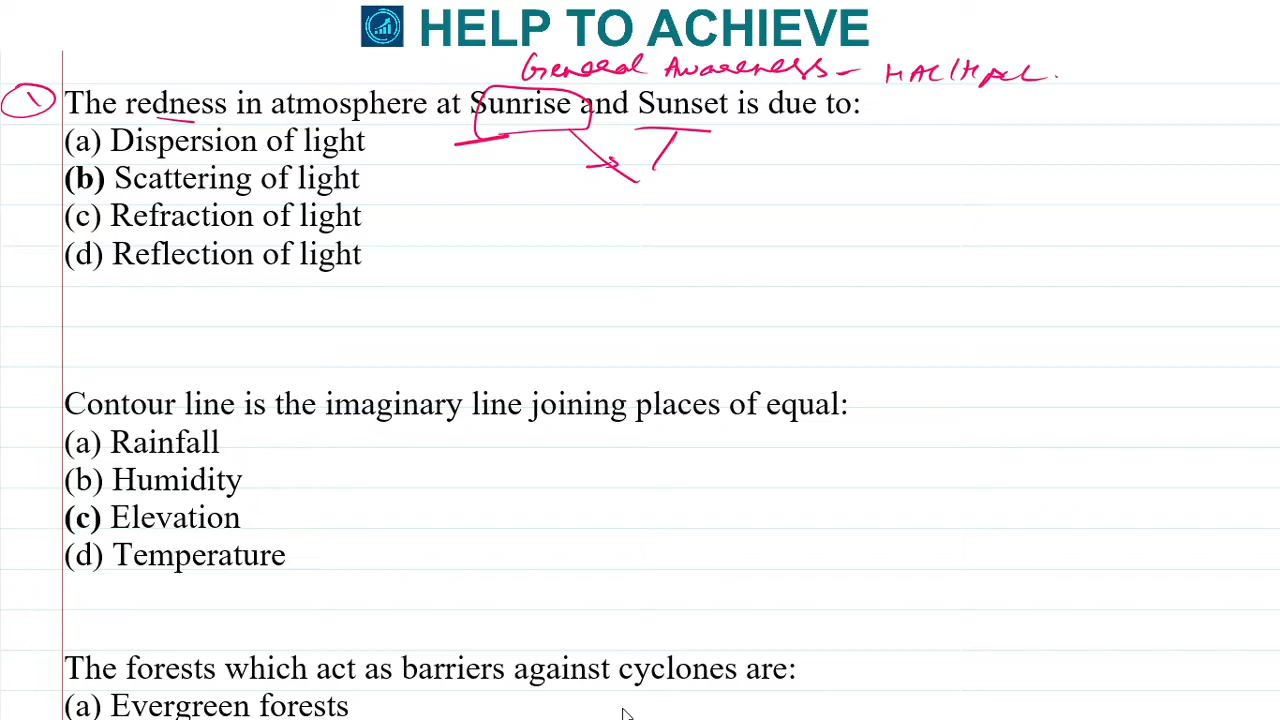 HELP TO ACHIEVE
General Awareness -
1
The redness in atmosphere at Sunrise and Sunset is due to:
(a) Dispersion of light
(b) Scattering of light
(c) Refraction of light
(d) Reflection of light
Contour line is the imaginary line joining places of equal:
(a) Rainfall
(b) Humidity
(c) Elevation
(d) Temperature
The forests which act as barriers against cyclones are:
(a) Evergreen forests